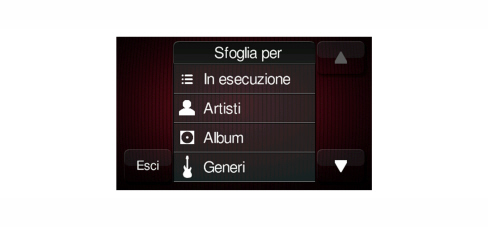 Sfoglia per
In esecuzione
Artisti
Album
Esci
Generi